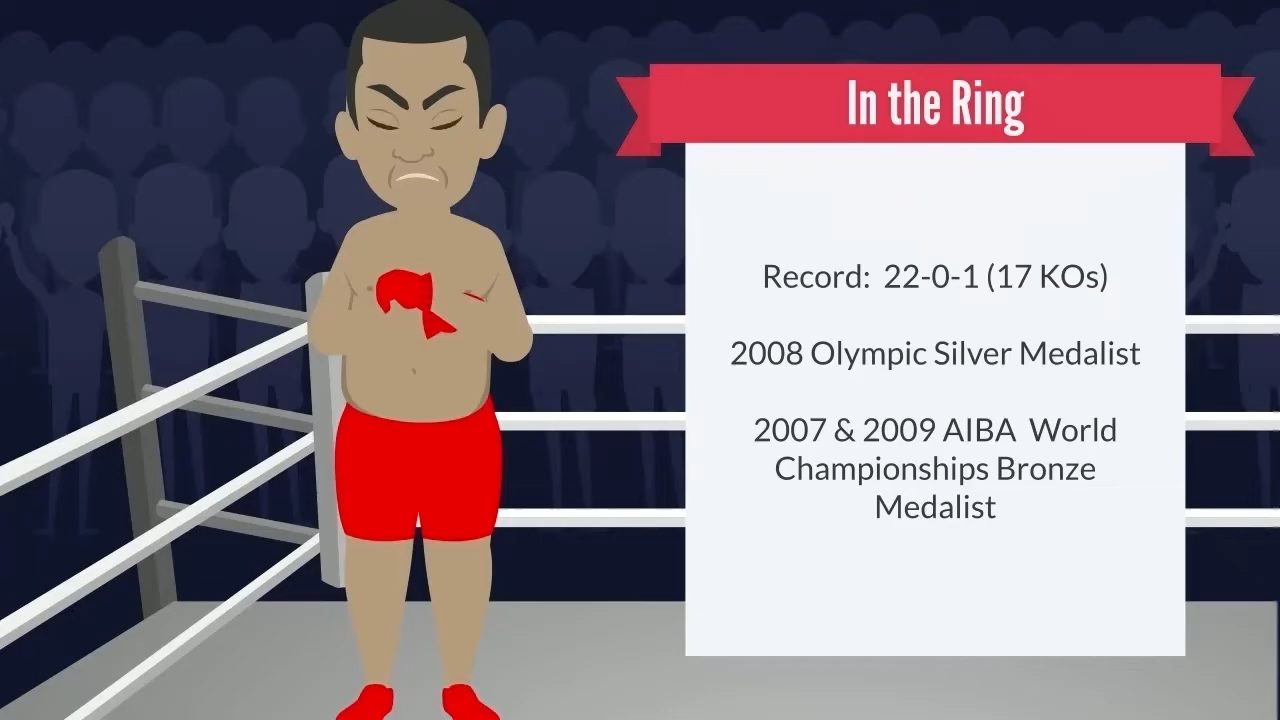 In the Ring
Record:  22-0-1 (17 KOs)
2008 Olympic Silver Medalist
2007 & 2009 AIBA  World
Championships Bronze
Medalist